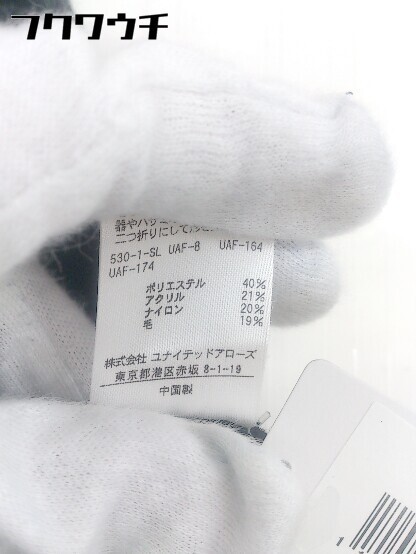 フクワウチ
二つ折りにして
530-1-SL UAF-8 UAF-164
UAF-174
ポリエステル 40%
アクリル 21%
ナイロン 20%
毛 19%
株式会社 ユナイテッドアローズ
東京都港区赤坂 8-1-19
中国製